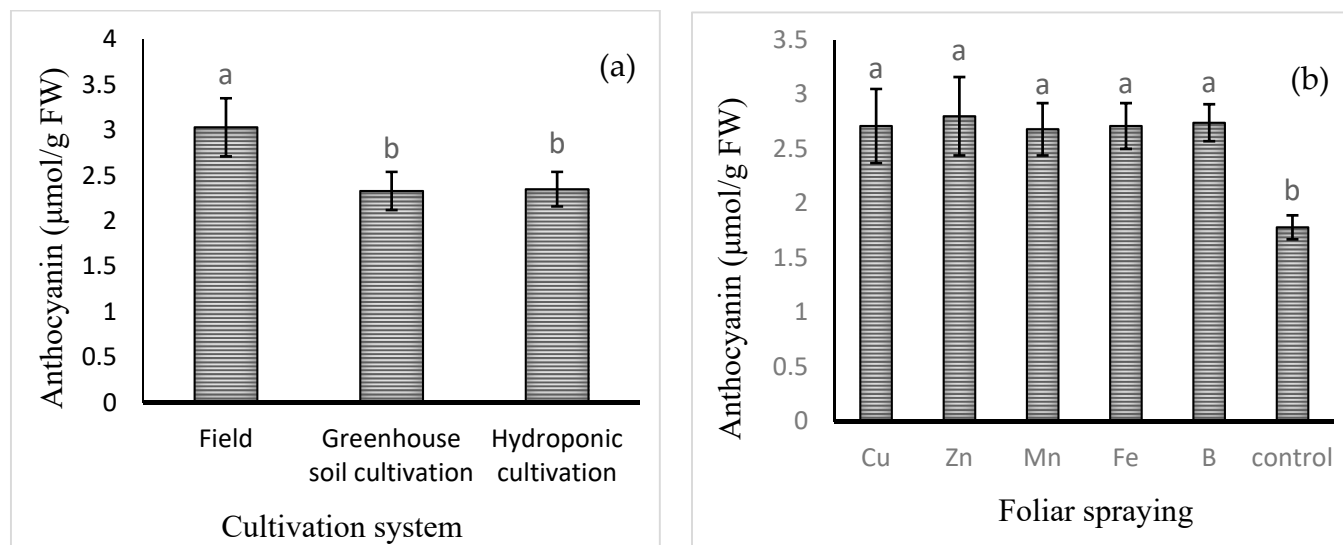 Anthocyanin (µmol/g FW)
4
3.5
3
2.5
2
1.5
1
0.5
0
(a)
a
b
b
Field
Greenhouse
soil cultivation
Hydroponic
cultivation
Cultivation system
Anthocyanin (µmol/g FW)
3.5
3
2.5
2
1.5
1
0.5
0
(b)
a
a
a
a
a
b
Cu
Zn
Mn
Fe
B
control
Foliar spraying